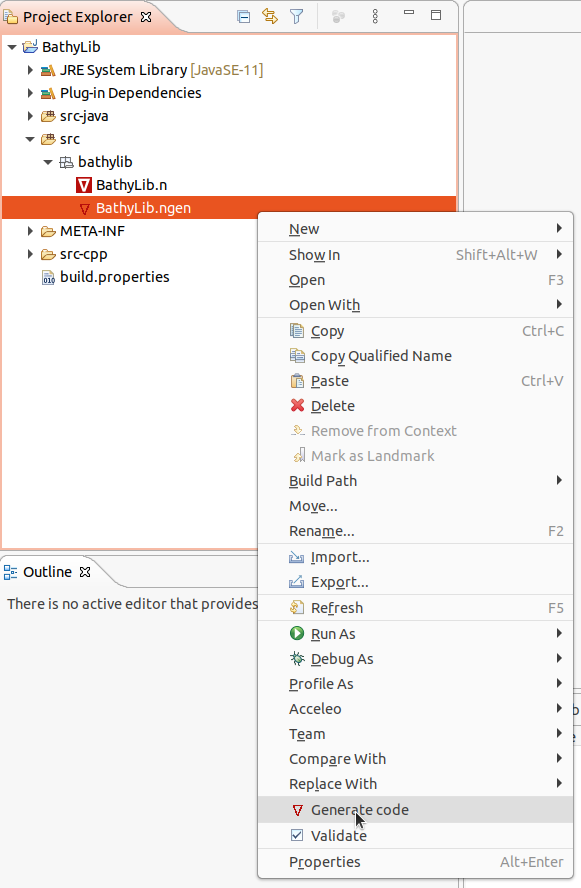 Project Explorer
BathyLib
JRE System Library [JavaSE-11]
Plug-in Dependencies
src-java
src
bathylib
BathyLib.n
BathyLib.ngen
META-INF
src-cpp
010
build.properties
Outline
There is no active editor that provides
New
Show In Shift+Alt+W
Open F3
Open With
Copy Ctrl+C
Copy Qualified Name
Paste Ctrl+V
Delete
Remove from Context
Mark as Landmark
Build Path
Move...
Rename... F2
Import...
Export...
Refresh F5
Run As
Debug As
Profile As
Acceleo
Team
Compare With
Replace With
Generate code
Validate
Properties Alt+Enter